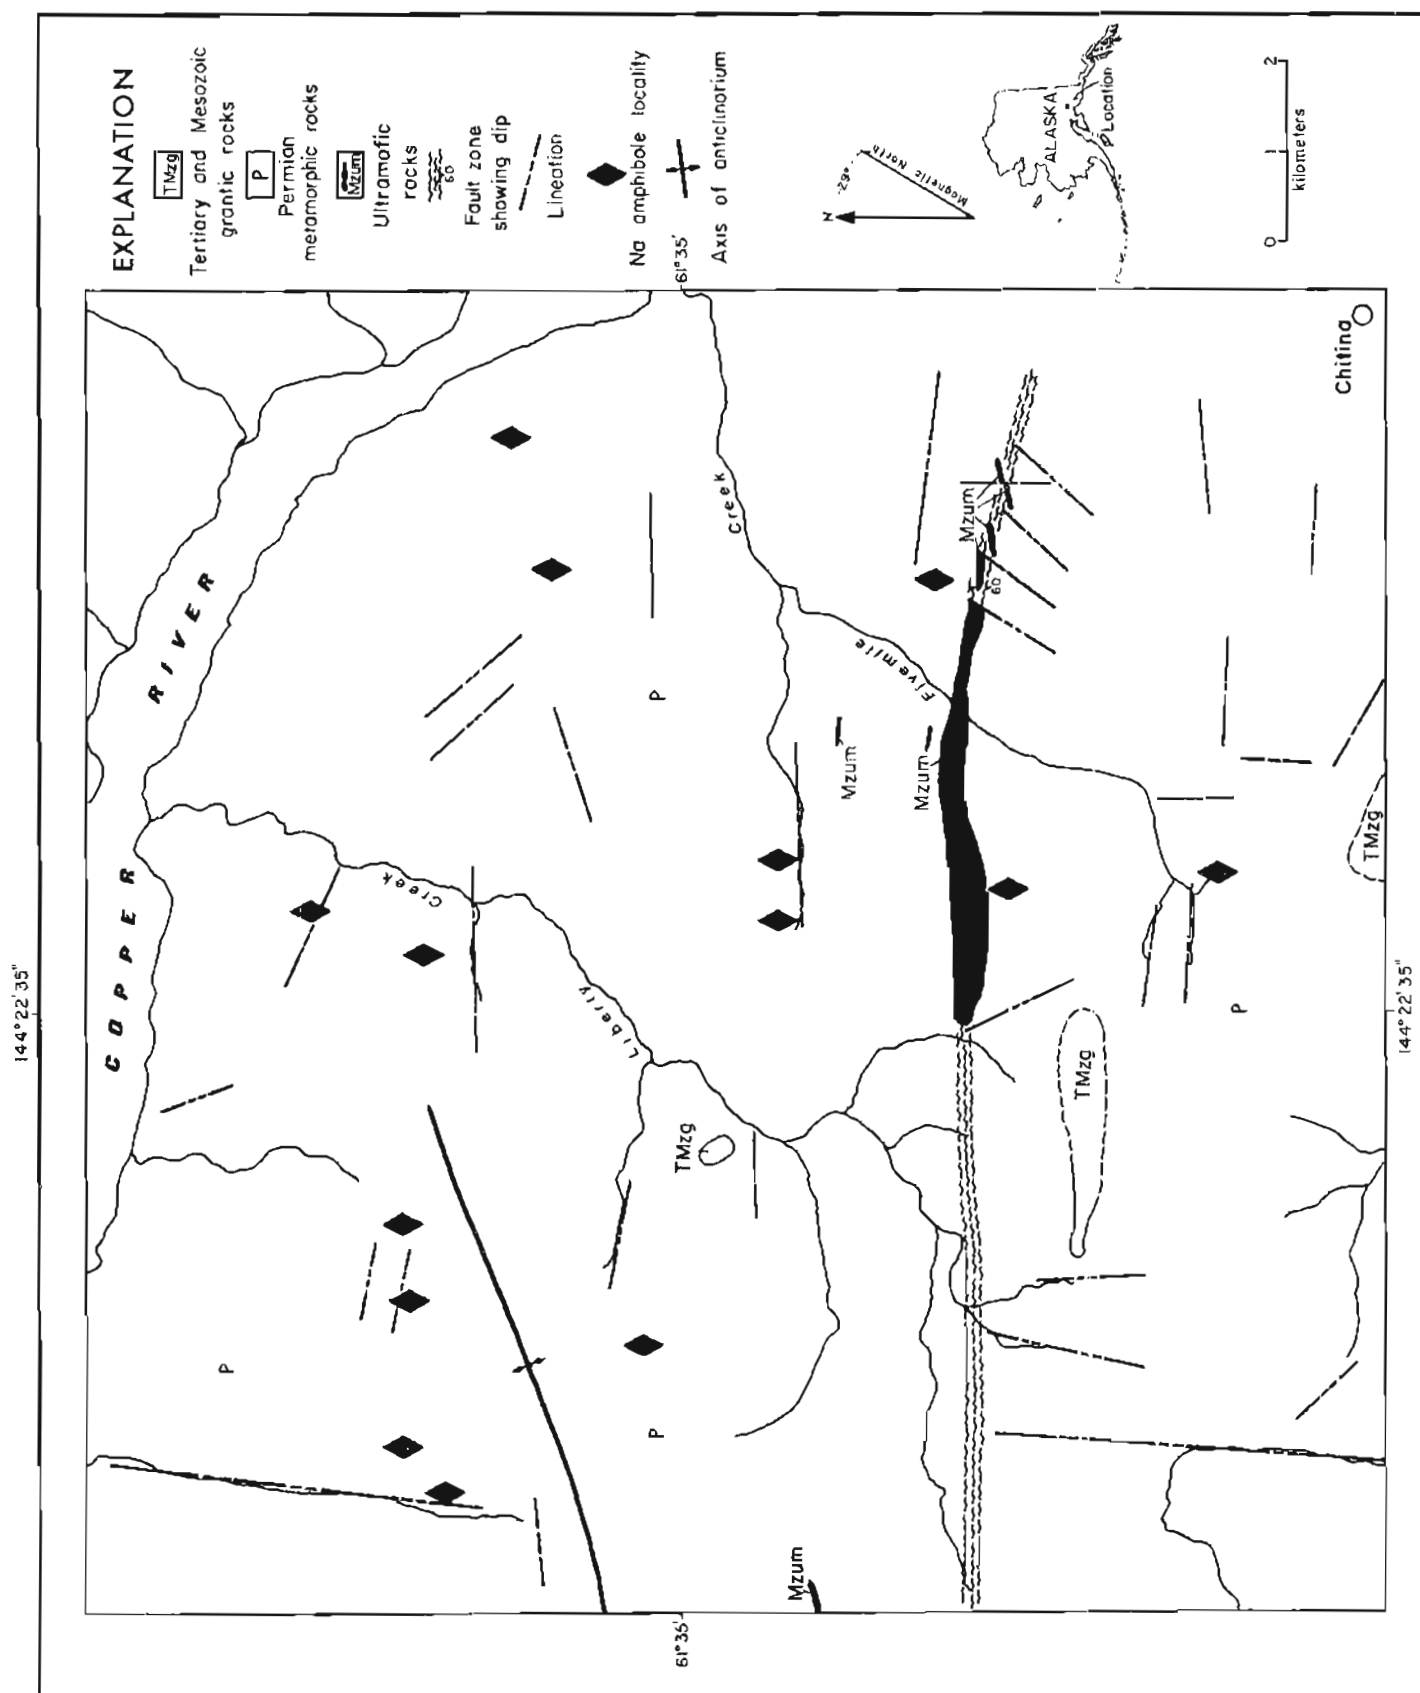 EXPLANATION
TMzg
Tertiary and Mesozoic
granitic rocks
P
Permian
metamorphic rocks
Mzum
Ultramafic
rocks
60
Fault zone
showing dip
Lineation
Na amphibole locality
Axis of anticlinorium
N
29°
Magnetic North
ALASKA
Location
0 1 2
kilometers
144°22'35"
61°35'
COPPER RIVER
Creek
Fivemile
Liberty
Creek
Mzum
60
Mzum
Mzum
Mzum
P
P
P
P
TMzg
TMzg
TMzg
Chitina
61°35'
144°22'35"